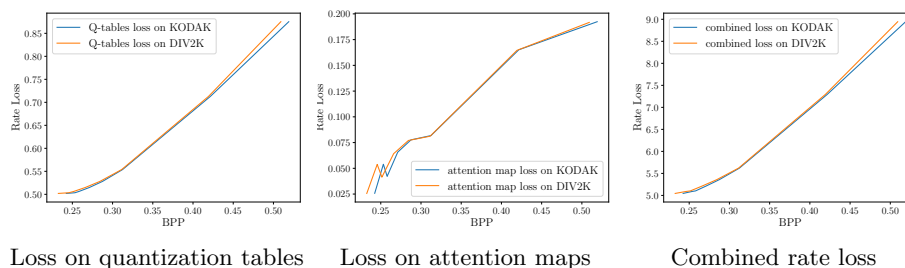 Q-tables loss on KODAK
Q-tables loss on DIV2K
0.85
0.80
0.75
0.70
0.65
0.60
0.55
0.50
Rate Loss
0.25 0.30 0.35 0.40 0.45 0.50
BPP
Loss on quantization tables
0.200
0.175
0.150
0.125
0.100
0.075
0.050
0.025
Rate Loss
attention map loss on KODAK
attention map loss on DIV2K
0.25 0.30 0.35 0.40 0.45 0.50
BPP
Loss on attention maps
combined loss on KODAK
combined loss on DIV2K
9.0
8.5
8.0
7.5
7.0
6.5
6.0
5.5
5.0
Rate Loss
0.25 0.30 0.35 0.40 0.45 0.50
BPP
Combined rate loss